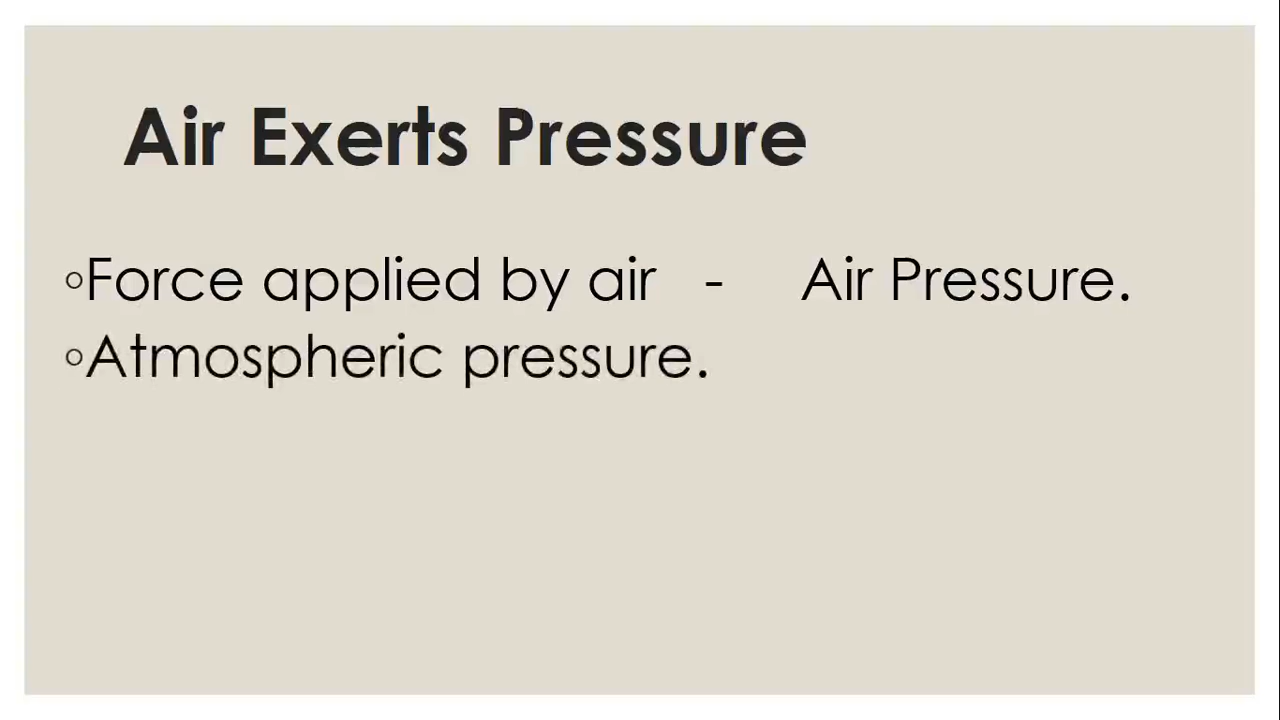 Air Exerts Pressure
◦Force applied by air - Air Pressure.
◦Atmospheric pressure.